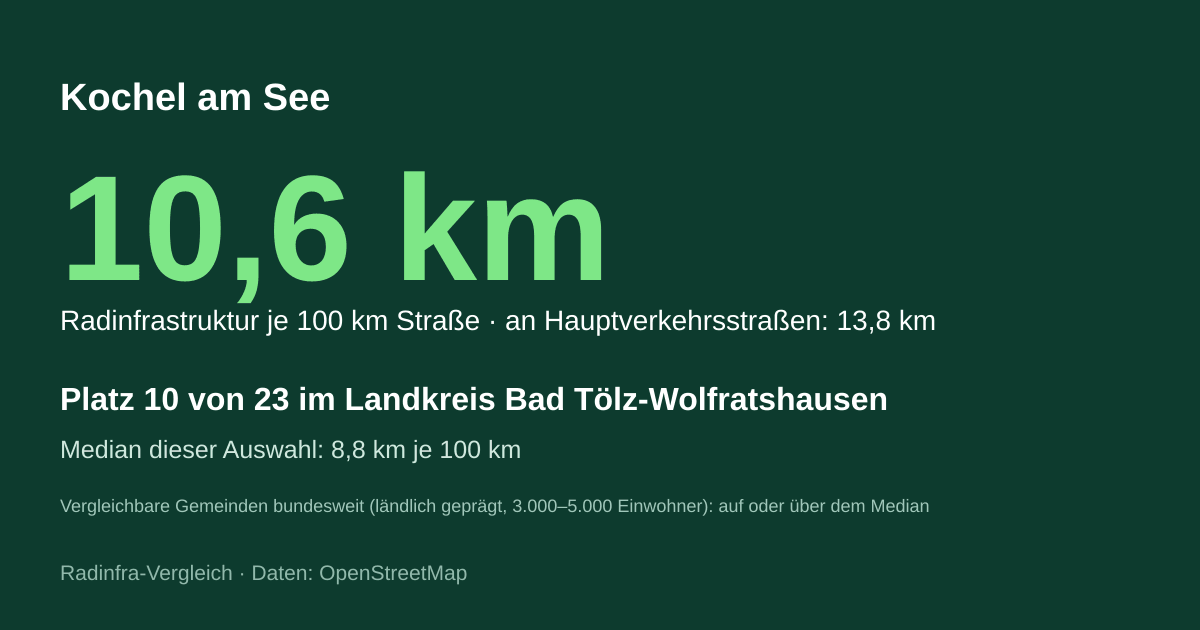 Kochel am See
10,6 km
Radinfrastruktur je 100 km Straße · an Hauptverkehrsstraßen: 13,8 km
Platz 10 von 23 im Landkreis Bad Tölz-Wolfratshausen
Median dieser Auswahl: 8,8 km je 100 km
Vergleichbare Gemeinden bundesweit (ländlich geprägt, 3.000–5.000 Einwohner): auf oder über dem Median
Radinfra-Vergleich · Daten: OpenStreetMap